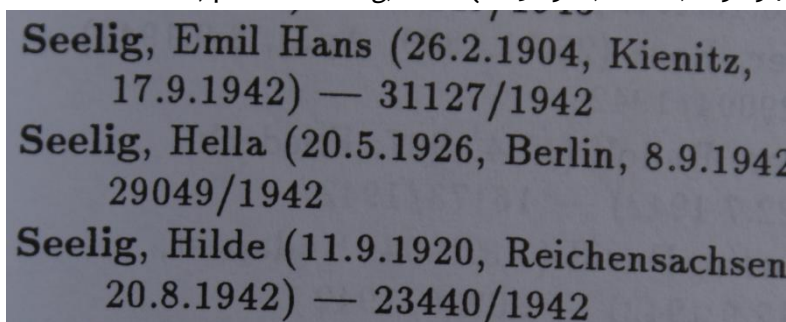 Seelig, Emil Hans (26.2.1904, Kienitz,
17.9.1942) — 31127/1942
Seelig, Hella (20.5.1926, Berlin, 8.9.1942
29049/1942
Seelig, Hilde (11.9.1920, Reichensachsen
20.8.1942) — 23440/1942